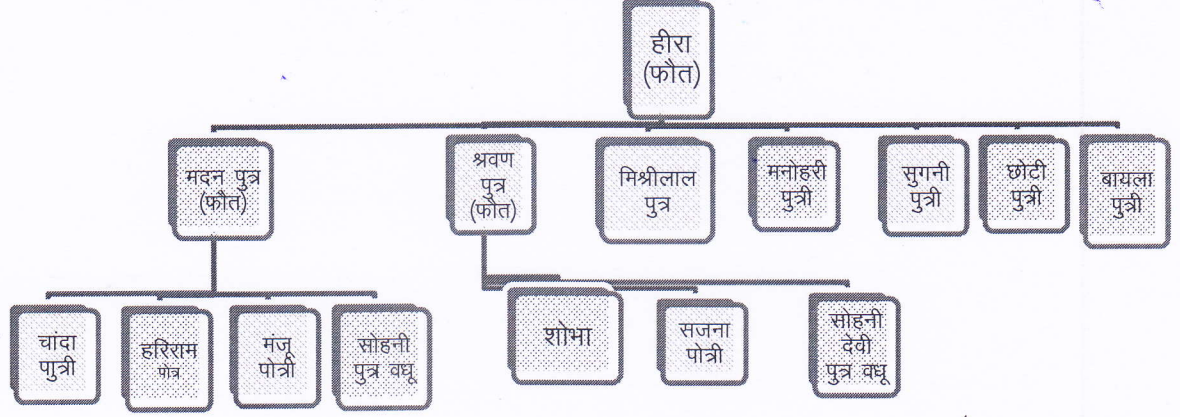 हीरा
(फौत)
मदन पुत्र
(फौत)
श्रवण
पुत्र
(फौत)
मिश्रीलाल
पुत्र
मनोहरी
पुत्री
सुगनी
पुत्री
छोटी
पुत्री
बायला
पुत्री
चांदा
पाुत्री
हरिराम
पोत्र
मंजू
पोत्री
सोहनी
पुत्र वधू
शोभा
सजना
पोत्री
सोहनी
देवी
पुत्र वधू